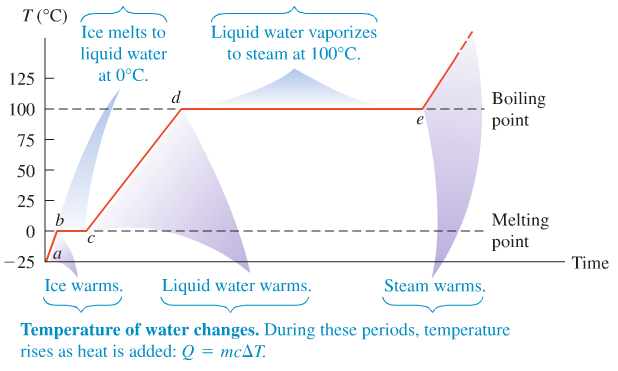 T (°C)
Ice melts to
liquid water
at 0°C.
Liquid water vaporizes
to steam at 100°C.
125
100
75
50
25
0
−25
a
b
c
d
e
Boiling
point
Melting
point
Time
Ice warms.
Liquid water warms.
Steam warms.
Temperature of water changes. During these periods, temperature
rises as heat is added: Q = mcΔT.